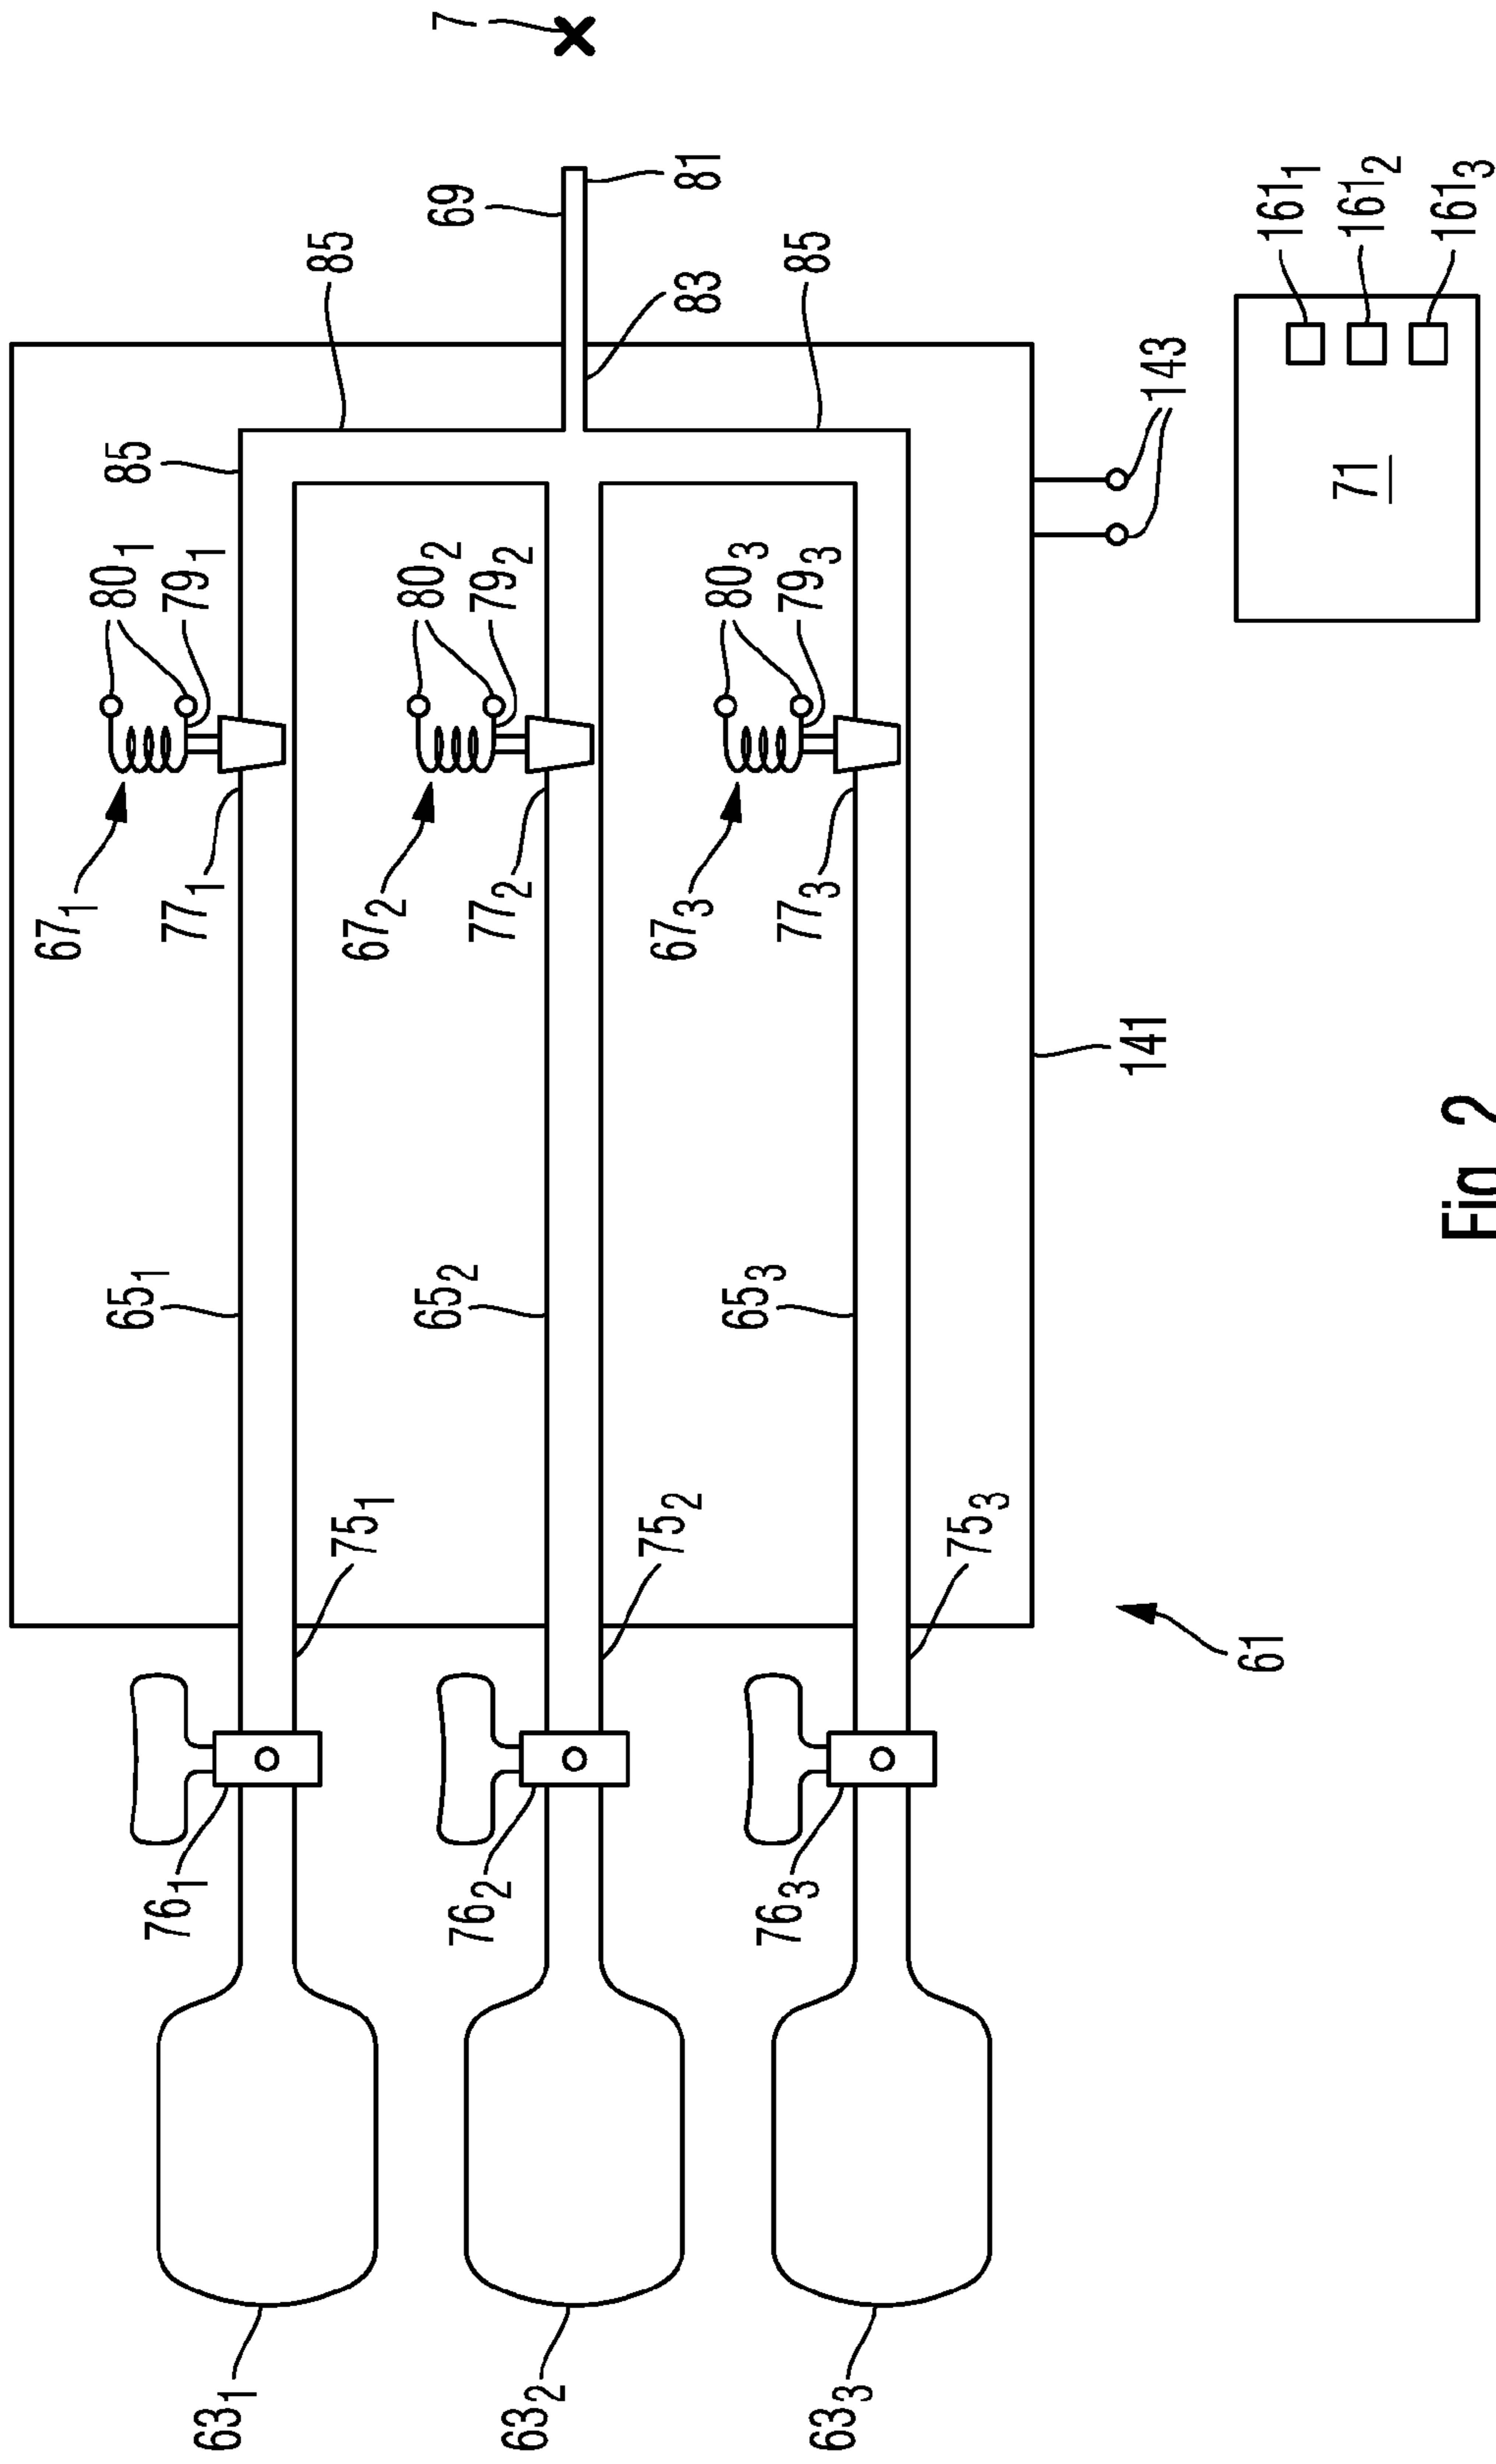 67₁
76₁ 65₁ 80₁ 85
77₁ 79₁
63₁
85
75₁
67₂
76₂ 65₂ 80₂ 69 7
77₂ 79₂
63₂
75₂ 67₃ 83 81
76₃ 65₃ 80₃
77₃ 79₃ 85
63₃
75₃
141 143
61 161₁
71 161₂
161₃
Fig 2